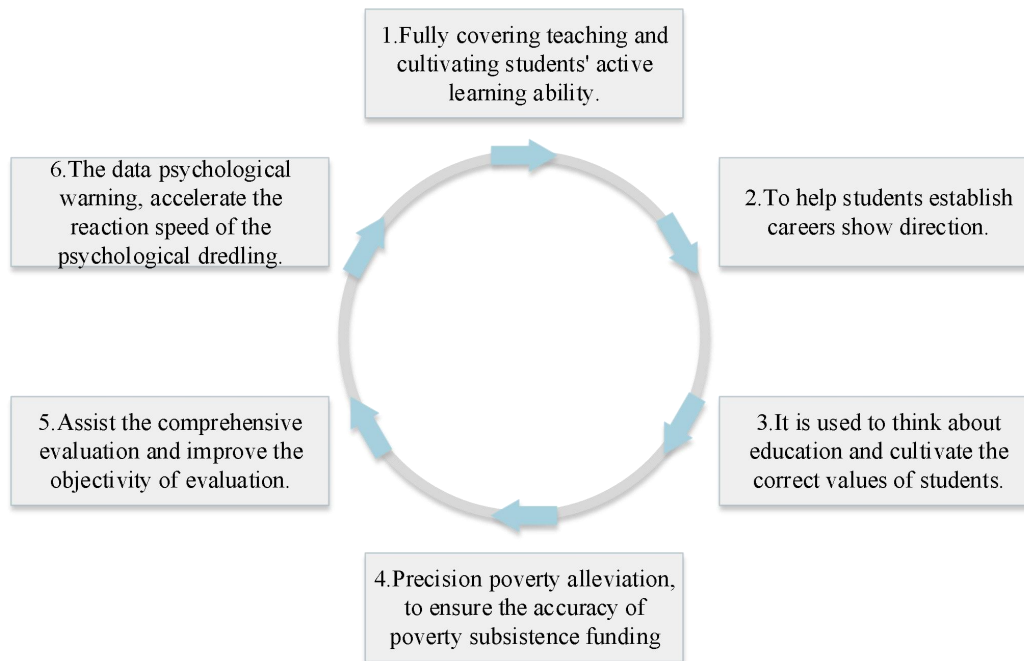 1.Fully covering teaching and
cultivating students' active
learning ability.
2.To help students establish
careers show direction.
3.It is used to think about
education and cultivate the
correct values of students.
4.Precision poverty alleviation,
to ensure the accuracy of
poverty subsistence funding
5.Assist the comprehensive
evaluation and improve the
objectivity of evaluation.
6.The data psychological
warning, accelerate the
reaction speed of the
psychological dredling.